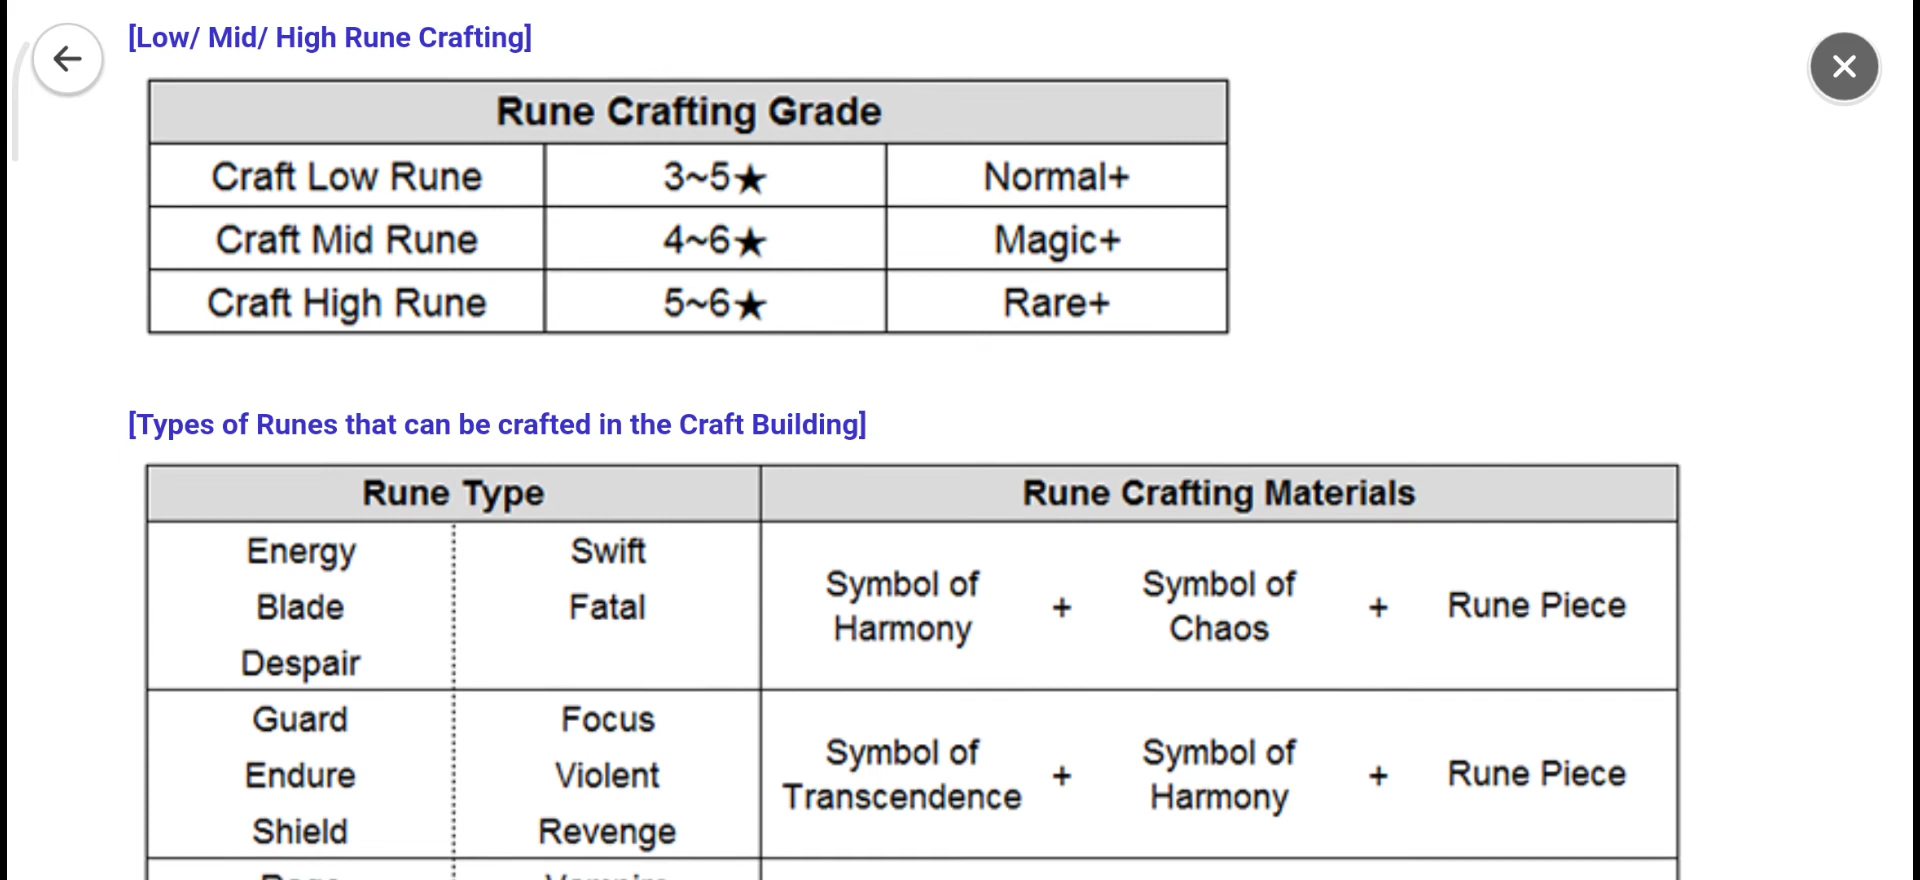 [Low/ Mid/ High Rune Crafting]
Rune Crafting Grade
Craft Low Rune 3~5★ Normal+
Craft Mid Rune 4~6★ Magic+
Craft High Rune 5~6★ Rare+
[Types of Runes that can be crafted in the Craft Building]
Rune Type Rune Crafting Materials
Energy Swift
Blade Fatal
Despair
Symbol of Harmony + Symbol of Chaos + Rune Piece
Guard Focus
Endure Violent
Shield Revenge
Symbol of Transcendence + Symbol of Harmony + Rune Piece